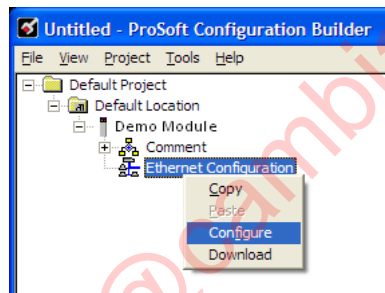 Untitled - ProSoft Configuration Builder
File View Project Tools Help
Default Project
Default Location
Demo Module
Comment
Ethernet Configuration
Copy
Paste
Configure
Download